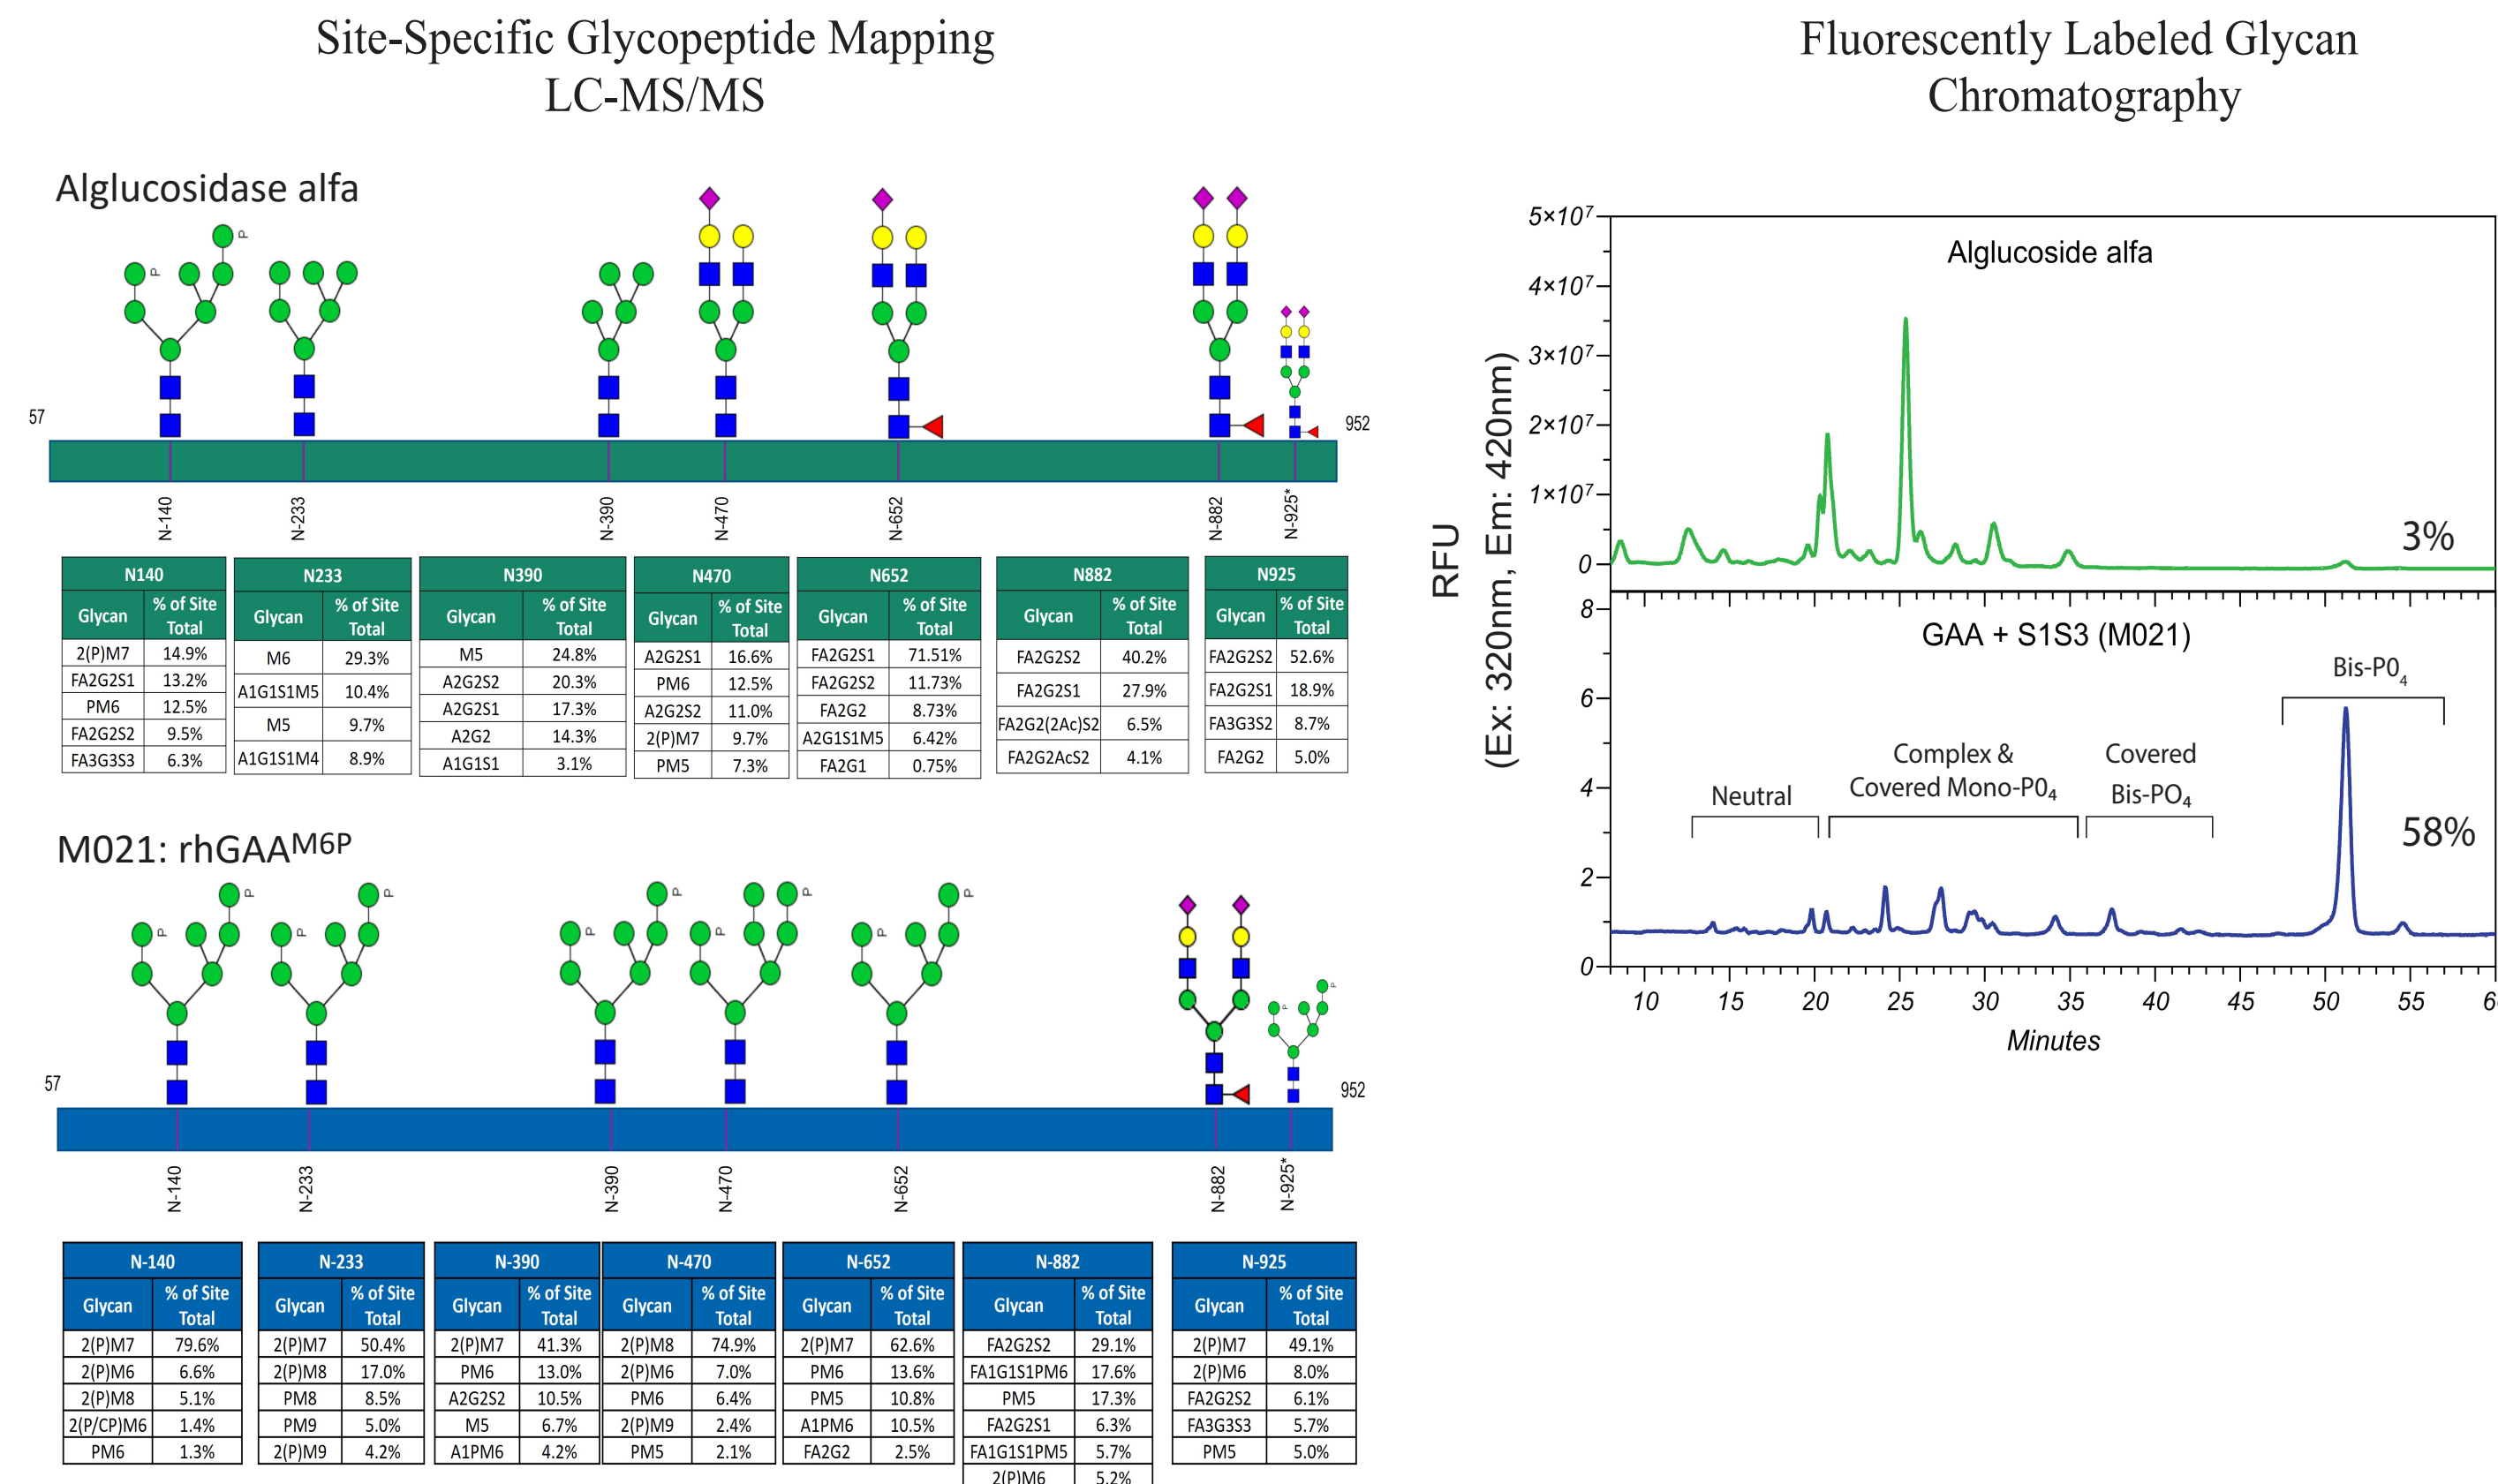 Site-Specific Glycopeptide Mapping
LC-MS/MS
Fluorescently Labeled Glycan
Chromatography
Alglucosidase alfa
P
P
57
952
N-140
N-233
N-390
N-470
N-652
N-882
N-925*
N140
Glycan % of Site Total
2(P)M7 14.9%
FA2G2S1 13.2%
PM6 12.5%
FA2G2S2 9.5%
FA3G3S3 6.3%
N233
Glycan % of Site Total
M6 29.3%
A1G1S1M5 10.4%
M5 9.7%
A1G1S1M4 8.9%
N390
Glycan % of Site Total
M5 24.8%
A2G2S2 20.3%
A2G2S1 17.3%
A2G2 14.3%
A1G1S1 3.1%
N470
Glycan % of Site Total
A2G2S1 16.6%
PM6 12.5%
A2G2S2 11.0%
2(P)M7 9.7%
PM5 7.3%
N652
Glycan % of Site Total
FA2G2S1 71.51%
FA2G2S2 11.73%
FA2G2 8.73%
A2G1S1M5 6.42%
FA2G1 0.75%
N882
Glycan % of Site Total
FA2G2S2 40.2%
FA2G2S1 27.9%
FA2G2(2Ac)S2 6.5%
FA2G2AcS2 4.1%
N925
Glycan % of Site Total
FA2G2S2 52.6%
FA2G2S1 18.9%
FA3G3S2 8.7%
FA2G2 5.0%
M021: rhGAAM6P
P
P
P
P
P
P
P
P
P
P
P
P
57
952
N-140
N-233
N-390
N-470
N-652
N-882
N-925*
N-140
Glycan % of Site Total
2(P)M7 79.6%
2(P)M6 6.6%
2(P)M8 5.1%
2(P/CP)M6 1.4%
PM6 1.3%
N-233
Glycan % of Site Total
2(P)M7 50.4%
2(P)M8 17.0%
PM8 8.5%
PM9 5.0%
2(P)M9 4.2%
N-390
Glycan % of Site Total
2(P)M7 41.3%
PM6 13.0%
A2G2S2 10.5%
M5 6.7%
A1PM6 4.2%
N-470
Glycan % of Site Total
2(P)M8 74.9%
2(P)M6 7.0%
PM6 6.4%
2(P)M9 2.4%
PM5 2.1%
N-652
Glycan % of Site Total
2(P)M7 62.6%
PM6 13.6%
PM5 10.8%
A1PM6 10.5%
FA2G2 2.5%
N-882
Glycan % of Site Total
FA2G2S2 29.1%
FA1G1S1PM6 17.6%
PM5 17.3%
FA2G2S1 6.3%
FA1G1S1PM5 5.7%
2(P)M6 5.2%
N-925
Glycan % of Site Total
2(P)M7 49.1%
2(P)M6 8.0%
FA2G2S2 6.1%
FA3G3S3 5.7%
PM5 5.0%
RFU
(Ex: 320nm, Em: 420nm)
5×10⁷
4×10⁷
3×10⁷
2×10⁷
1×10⁷
0
Alglucoside alfa
3%
8
6
4
2
0
GAA + S1S3 (M021)
Bis-P0₄
Complex &
Covered Mono-P0₄
Covered
Bis-PO₄
Neutral
58%
10 15 20 25 30 35 40 45 50 55 6
Minutes